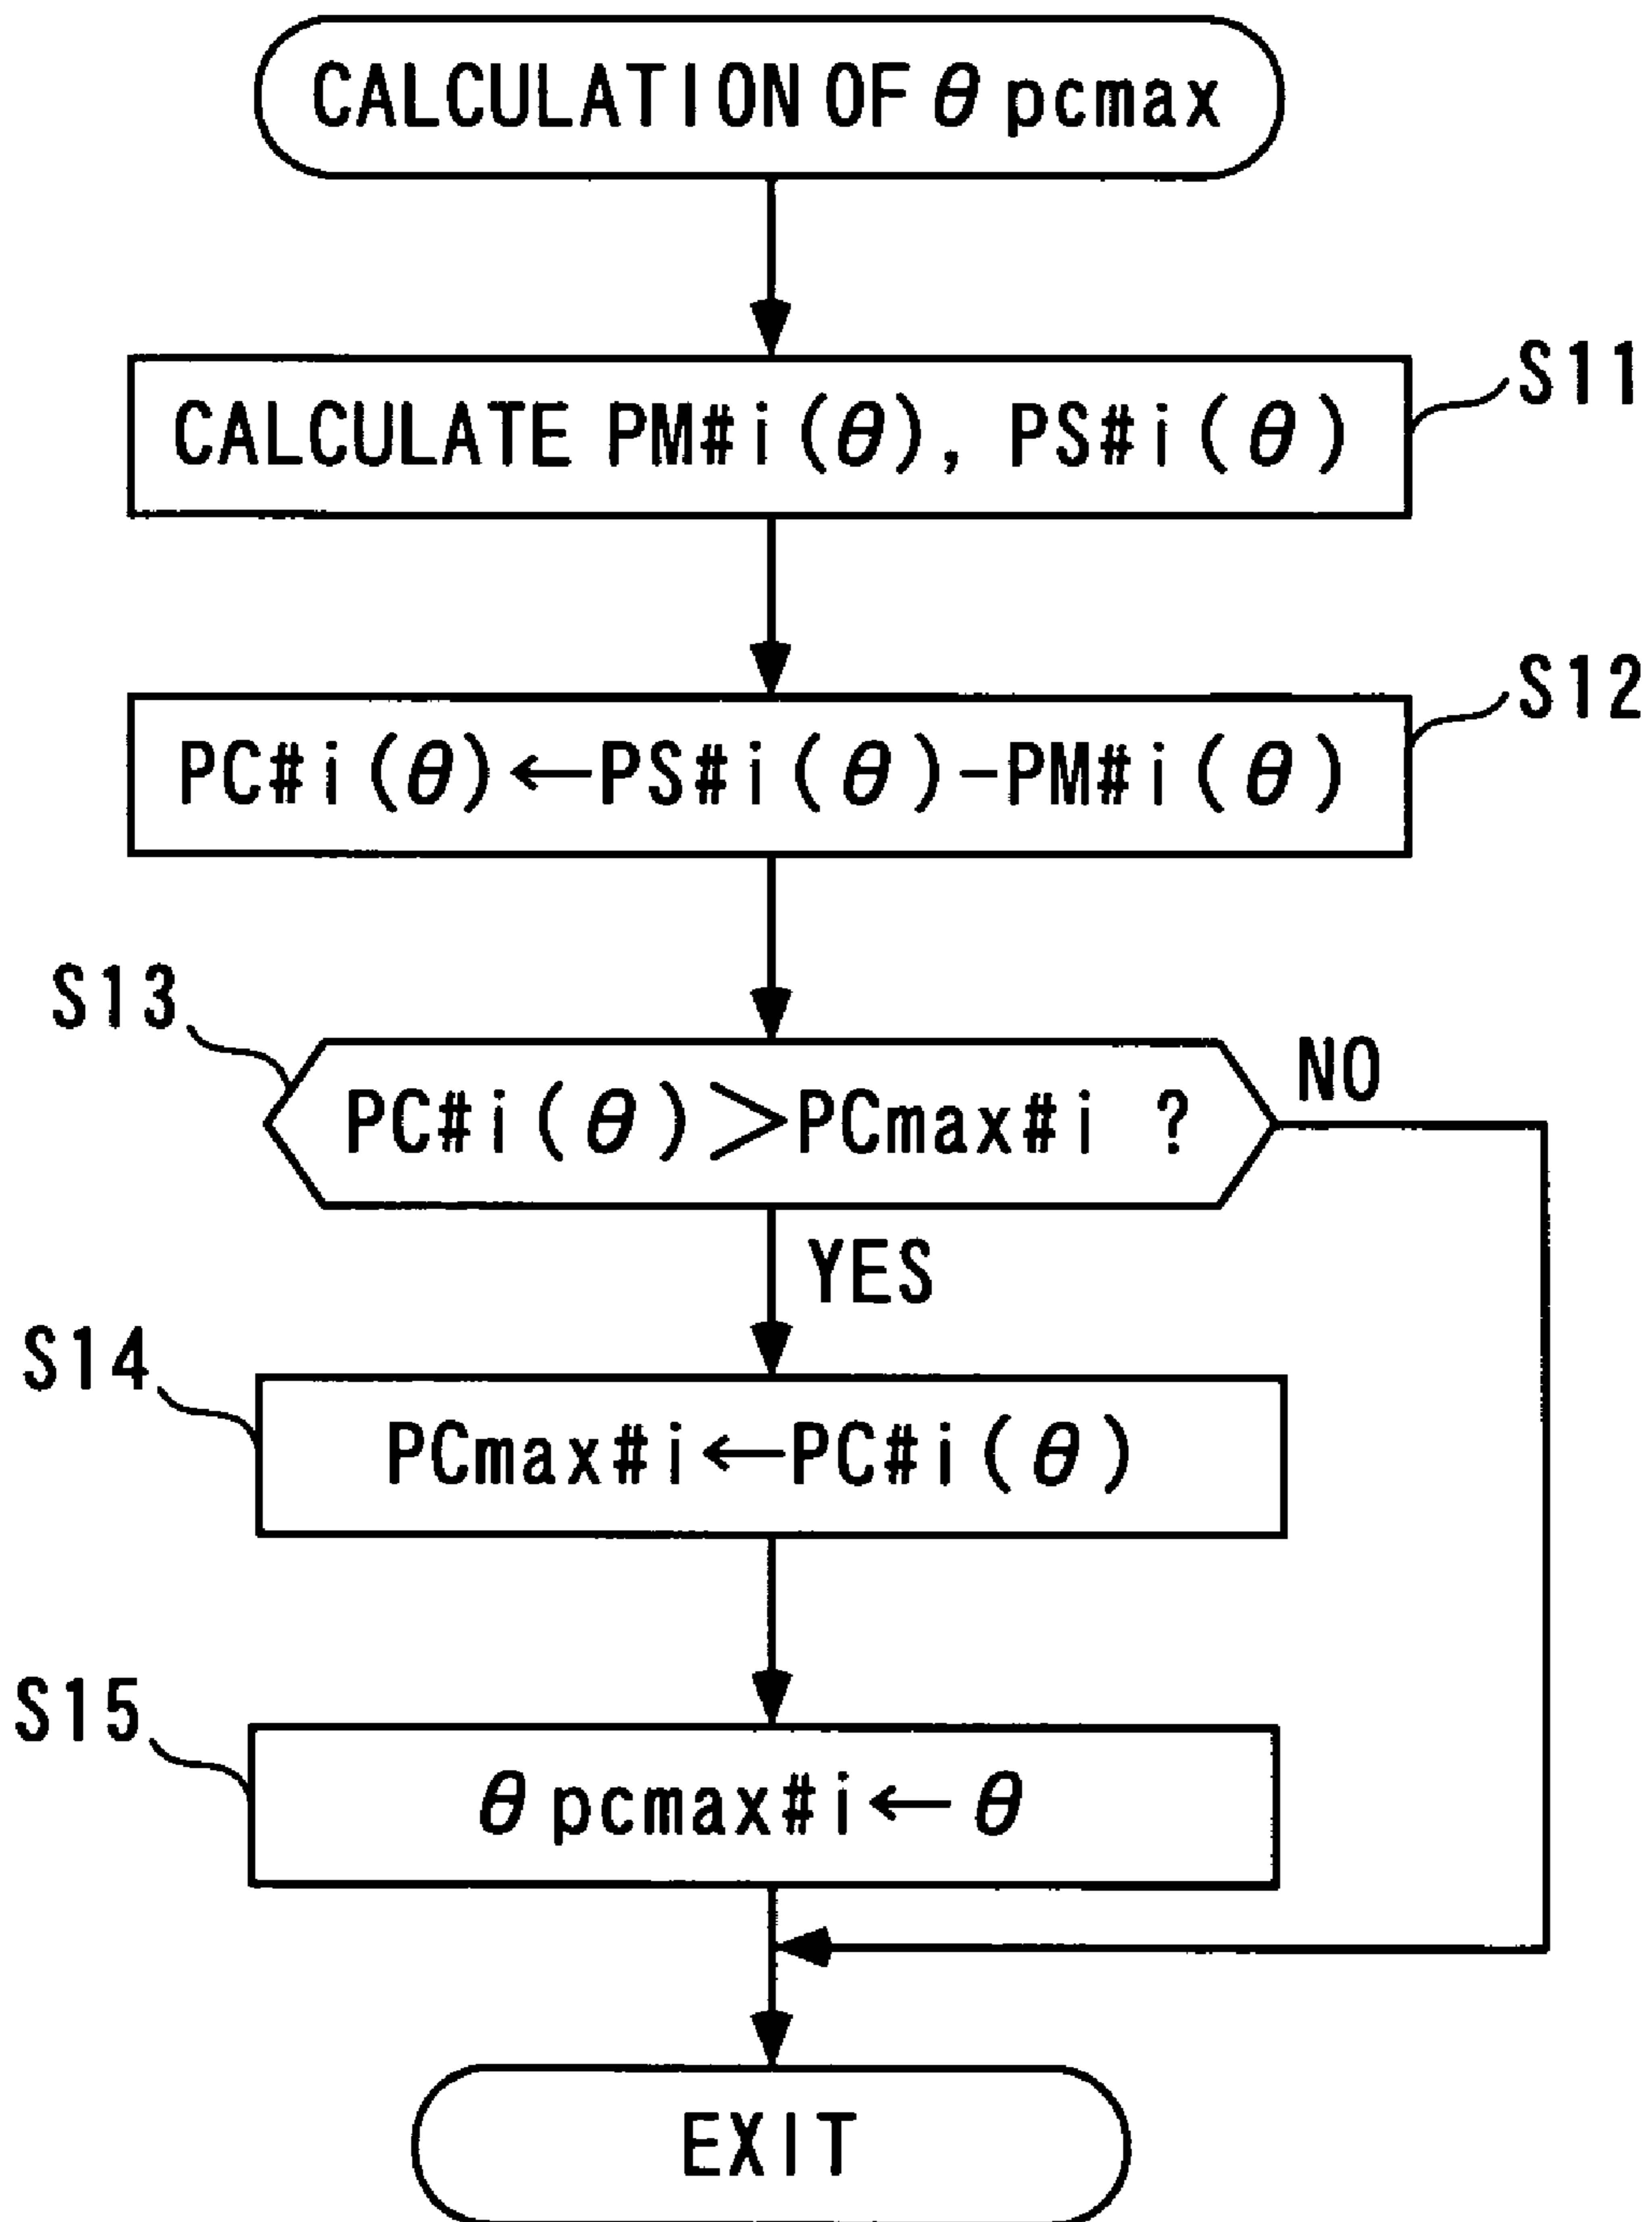 CALCULATION OF θ pcmax
S11
CALCULATE PM#i(θ), PS#i(θ)
S12
PC#i(θ)←PS#i(θ)-PM#i(θ)
S13
PC#i(θ)>PCmax#i ?
NO
YES
S14
PCmax#i←PC#i(θ)
S15
θ pcmax#i← θ
EXIT